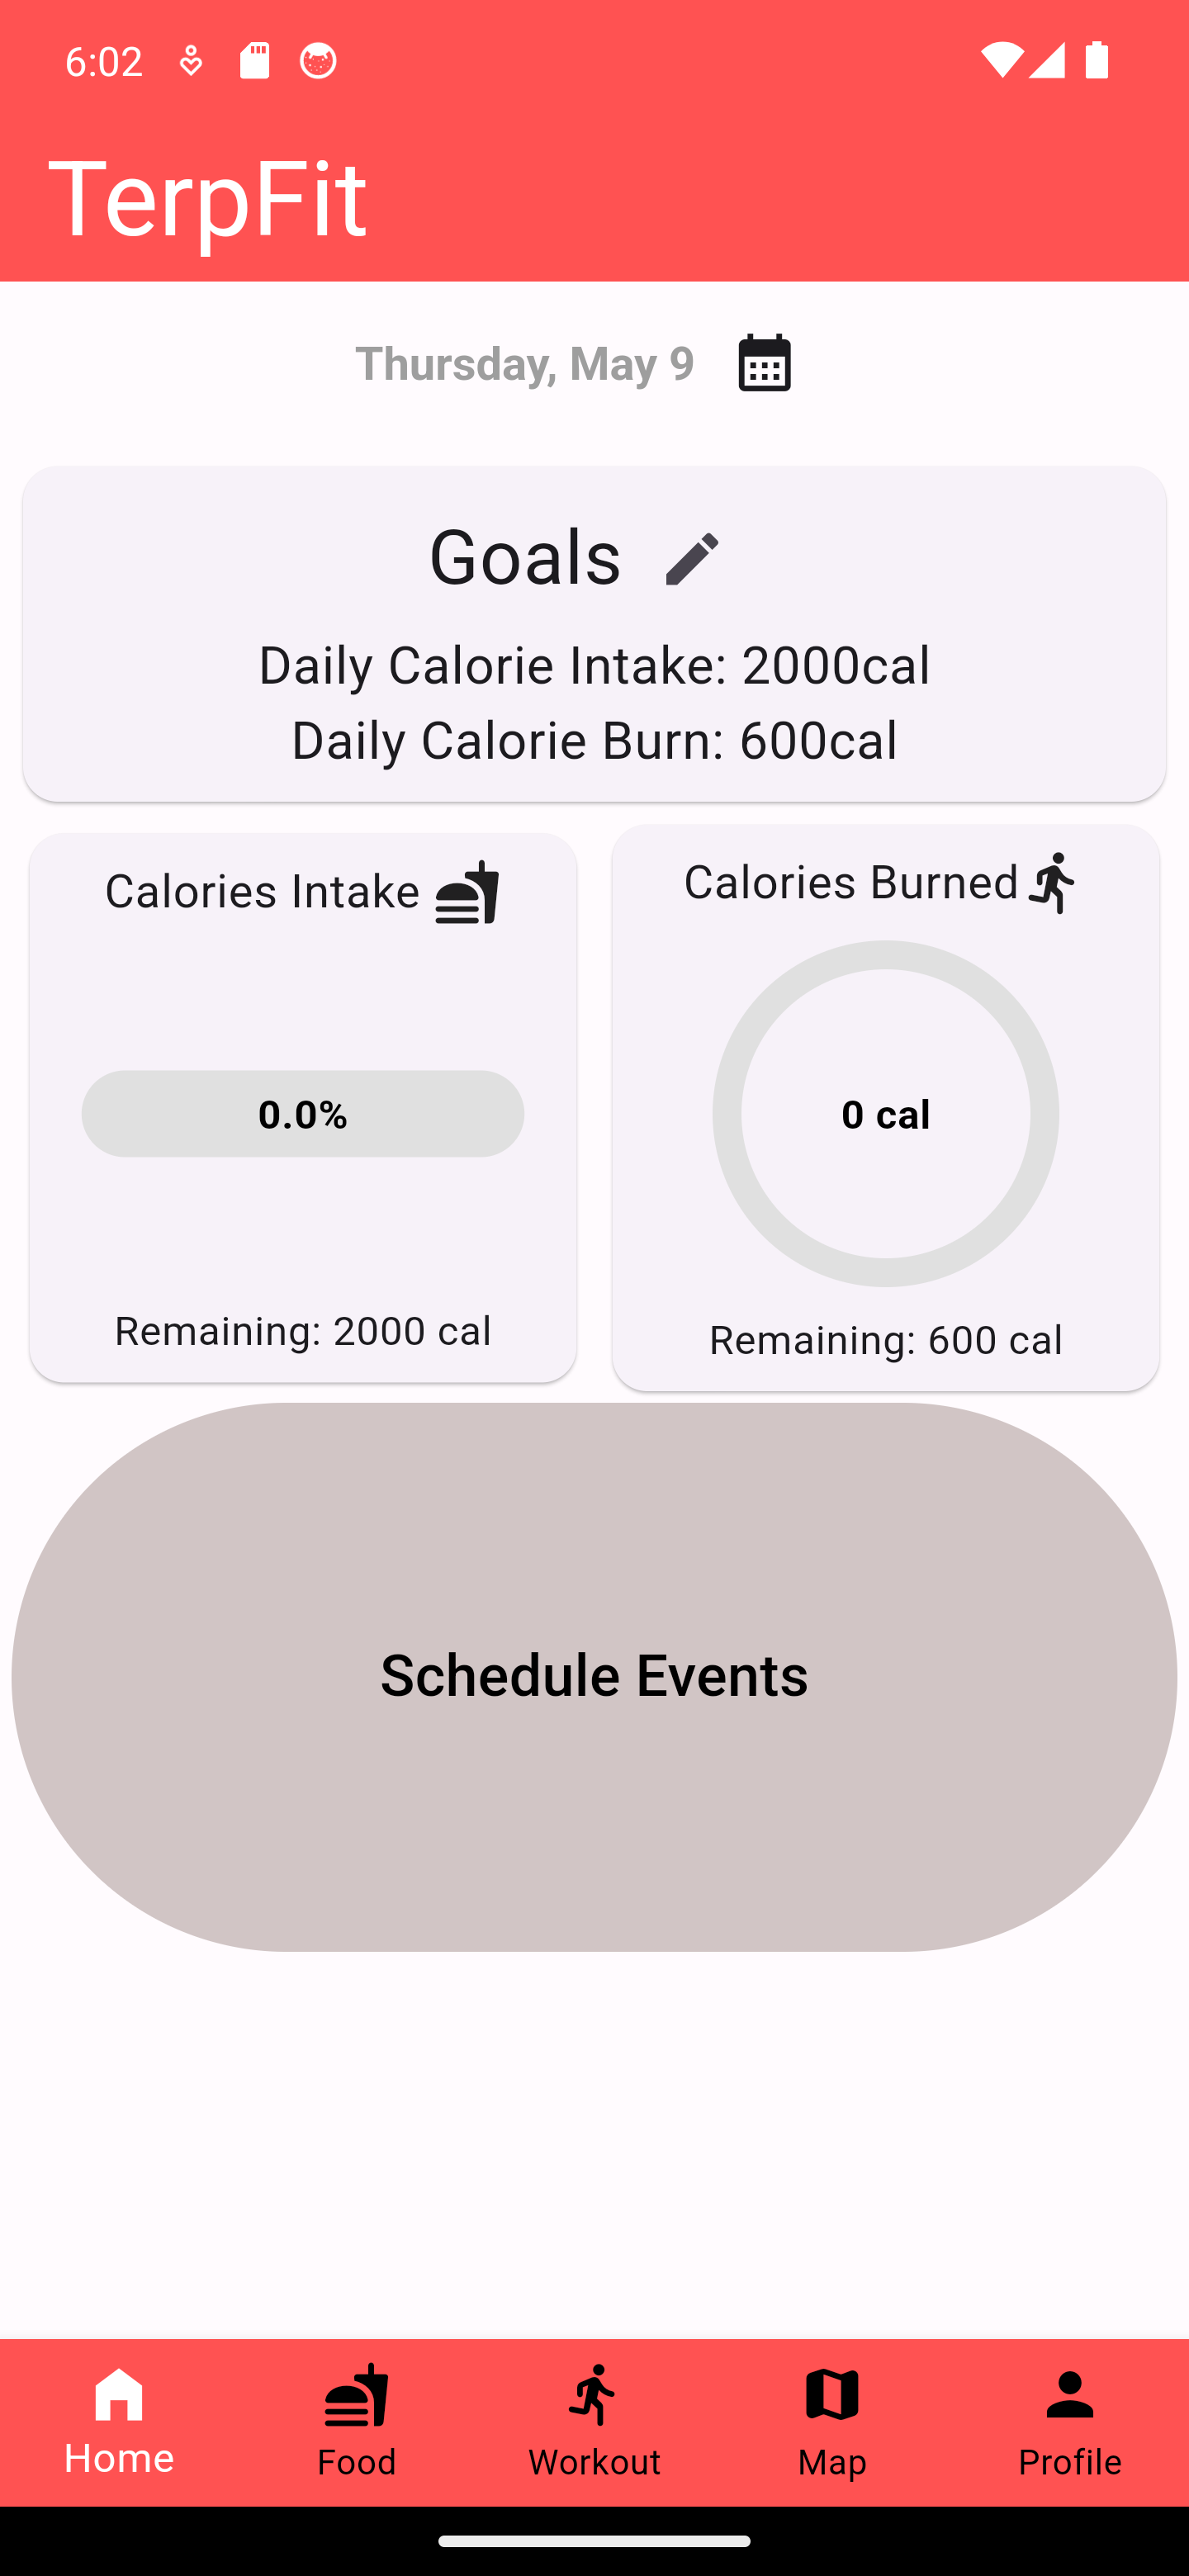 6:02
TerpFit
Thursday, May 9
Goals
Daily Calorie Intake: 2000cal
Daily Calorie Burn: 600cal
Calories Intake
0.0%
Remaining: 2000 cal
Calories Burned
0 cal
Remaining: 600 cal
Schedule Events
Home
Food
Workout
Map
Profile